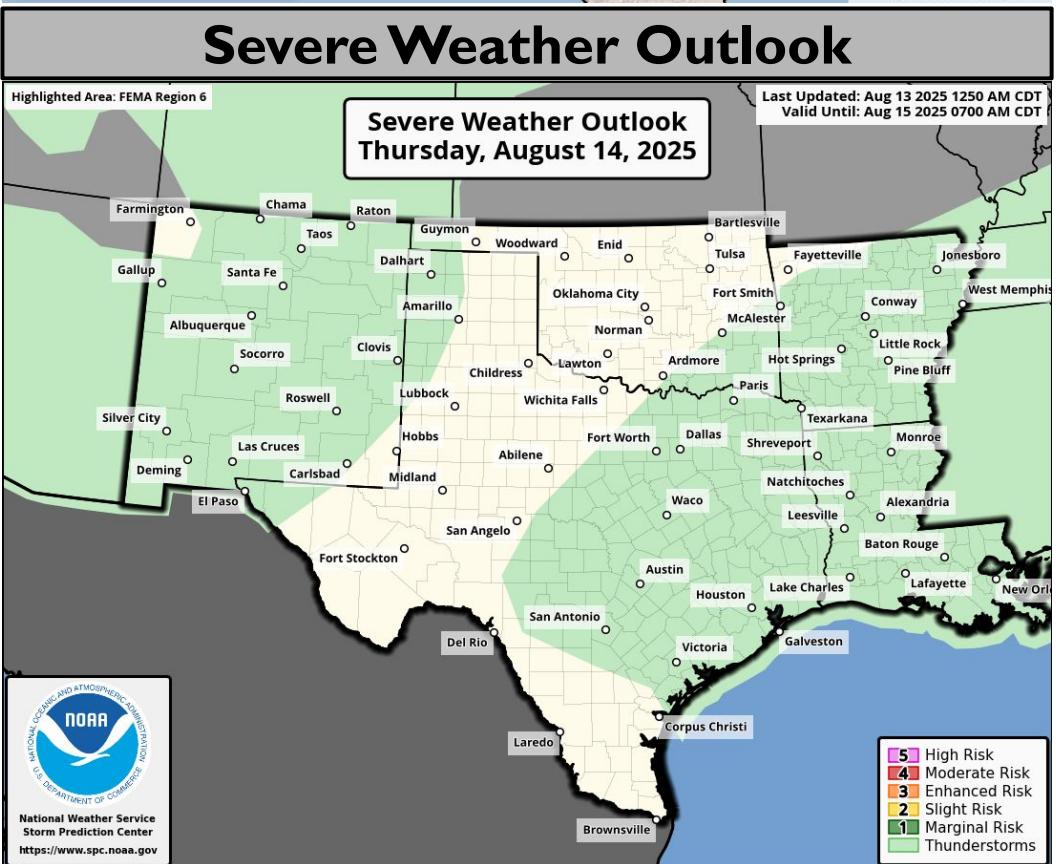 Severe Weather Outlook
Highlighted Area: FEMA Region 6
Last Updated: Aug 13 2025 1250 AM CDT
Valid Until: Aug 15 2025 0700 AM CDT
Severe Weather Outlook
Thursday, August 14, 2025
Farmington
Chama
Raton
Taos
Guymon
Woodward
Enid
Bartlesville
Tulsa
Fayetteville
Jonesboro
Gallup
Santa Fe
Dalhart
Oklahoma City
Fort Smith
West Memphis
Amarillo
Conway
Albuquerque
Norman
McAlester
Little Rock
Socorro
Clovis
Childress
Lawton
Ardmore
Hot Springs
Pine Bluff
Roswell
Lubbock
Wichita Falls
Paris
Texarkana
Silver City
Las Cruces
Hobbs
Fort Worth
Dallas
Shreveport
Monroe
Deming
Carlsbad
Midland
Abilene
Natchitoches
El Paso
Waco
Alexandria
San Angelo
Leesville
Fort Stockton
Baton Rouge
Austin
Houston
Lake Charles
Lafayette
New Orl
San Antonio
Del Rio
Victoria
Galveston
Laredo
Corpus Christi
Brownsville
NATIONAL OCEANIC AND ATMOSPHERIC ADMINISTRATION
NOAA
U.S. DEPARTMENT OF COMMERCE
National Weather Service
Storm Prediction Center
https://www.spc.noaa.gov
5 High Risk
4 Moderate Risk
3 Enhanced Risk
2 Slight Risk
1 Marginal Risk
Thunderstorms